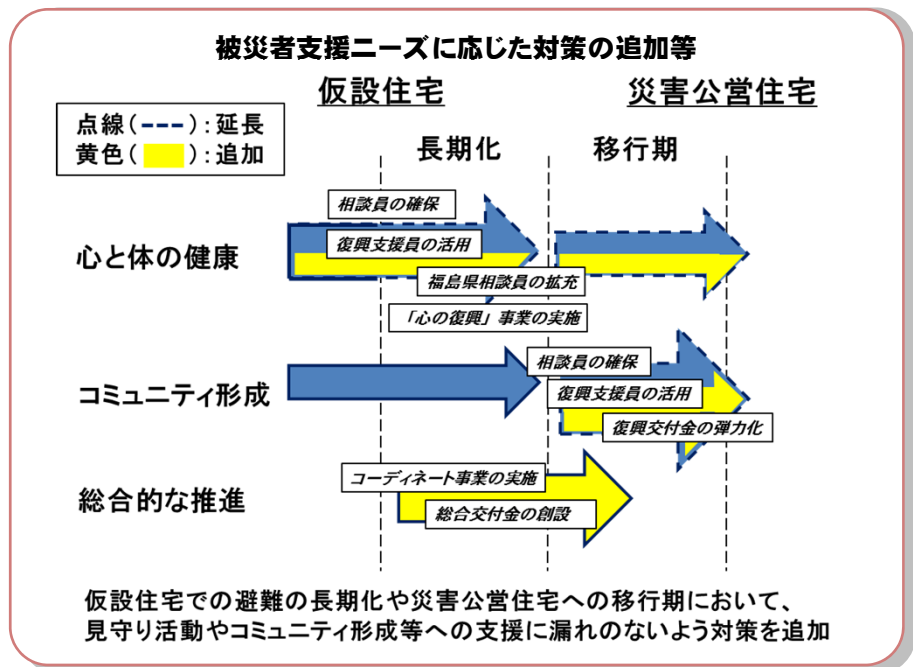 被災者支援ニーズに応じた対策の追加等
仮設住宅
災害公営住宅
点線(---):延長
黄色( ):追加
長期化
移行期
心と体の健康
相談員の確保
復興支援員の活用
福島県相談員の拡充
「心の復興」事業の実施
コミュニティ形成
相談員の確保
復興支援員の活用
復興交付金の弾力化
総合的な推進
コーディネート事業の実施
総合交付金の創設
仮設住宅での避難の長期化や災害公営住宅への移行期において、
見守り活動やコミュニティ形成等への支援に漏れのないよう対策を追加